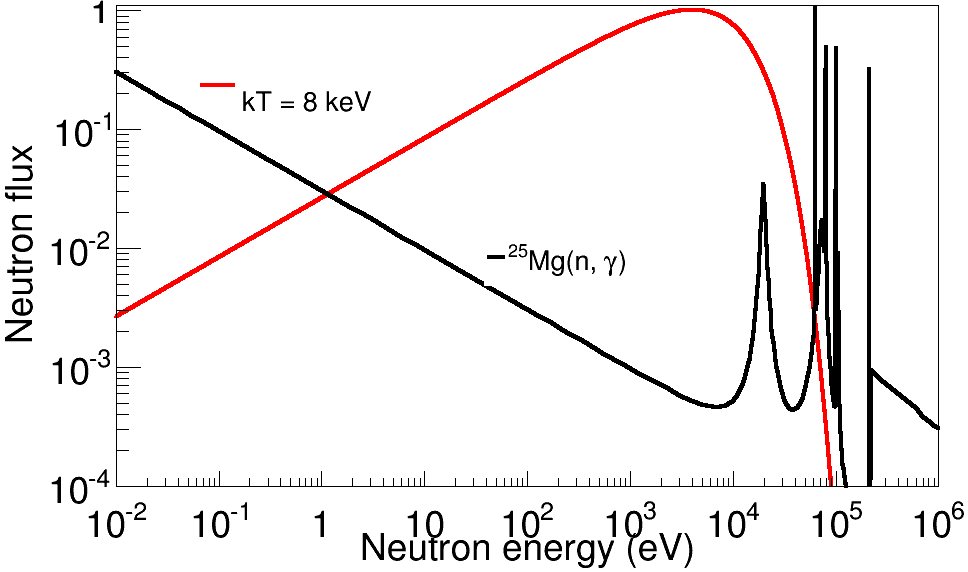 1
10⁻¹
10⁻²
10⁻³
10⁻⁴
Neutron flux
kT = 8 keV
²⁵Mg(n, γ)
10⁻² 10⁻¹ 1 10 10² 10³ 10⁴ 10⁵ 10⁶
Neutron energy (eV)